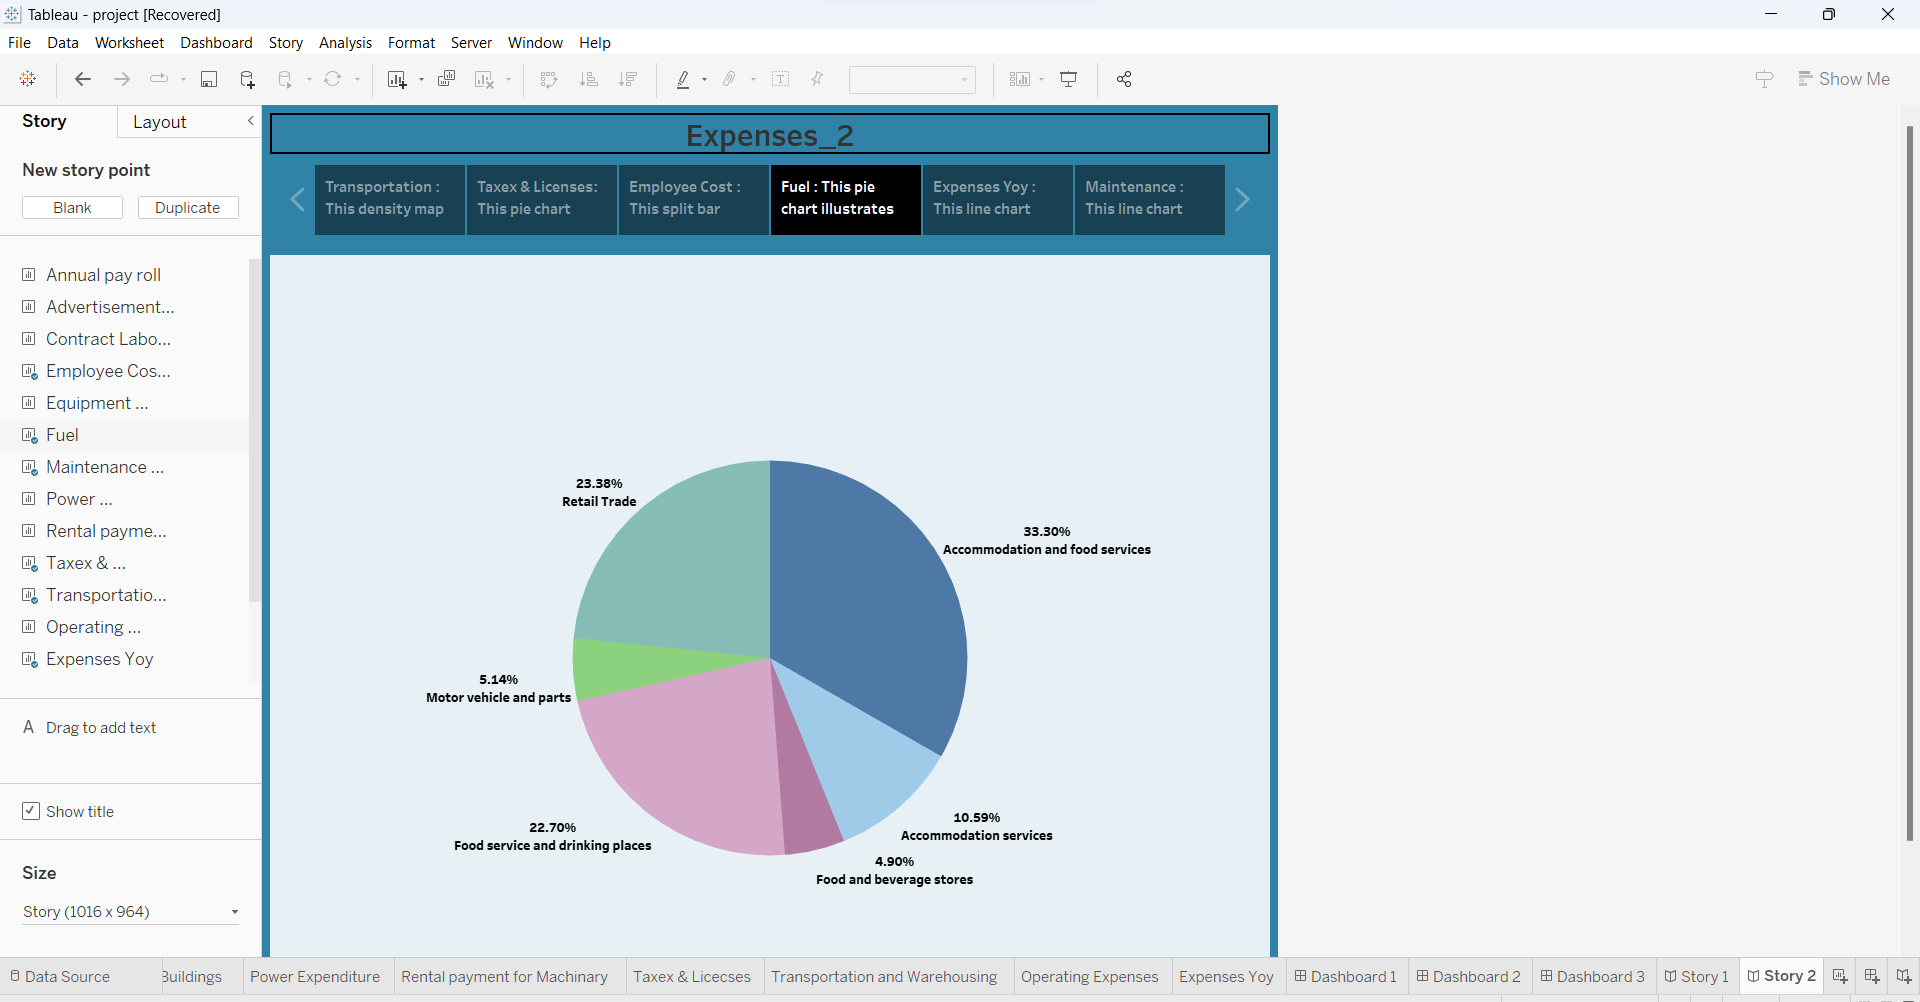 Tableau - project [Recovered]
File Data Worksheet Dashboard Story Analysis Format Server Window Help
Show Me
Story Layout
New story point
Blank Duplicate
Annual pay roll
Advertisement...
Contract Labo...
Employee Cos...
Equipment ...
Fuel
Maintenance ...
Power ...
Rental payme...
Taxex & ...
Transportatio...
Operating ...
Expenses Yoy
A Drag to add text
Show title
Size
Story (1016 x 964)
Expenses_2
Transportation :
This density map
Taxex & Licenses:
This pie chart
Employee Cost :
This split bar
Fuel : This pie
chart illustrates
Expenses Yoy :
This line chart
Maintenance :
This line chart
23.38%
Retail Trade
33.30%
Accommodation and food services
5.14%
Motor vehicle and parts
22.70%
Food service and drinking places
10.59%
Accommodation services
4.90%
Food and beverage stores
Data Source Buildings Power Expenditure Rental payment for Machinary Taxex & Licecses Transportation and Warehousing Operating Expenses Expenses Yoy Dashboard 1 Dashboard 2 Dashboard 3 Story 1 Story 2